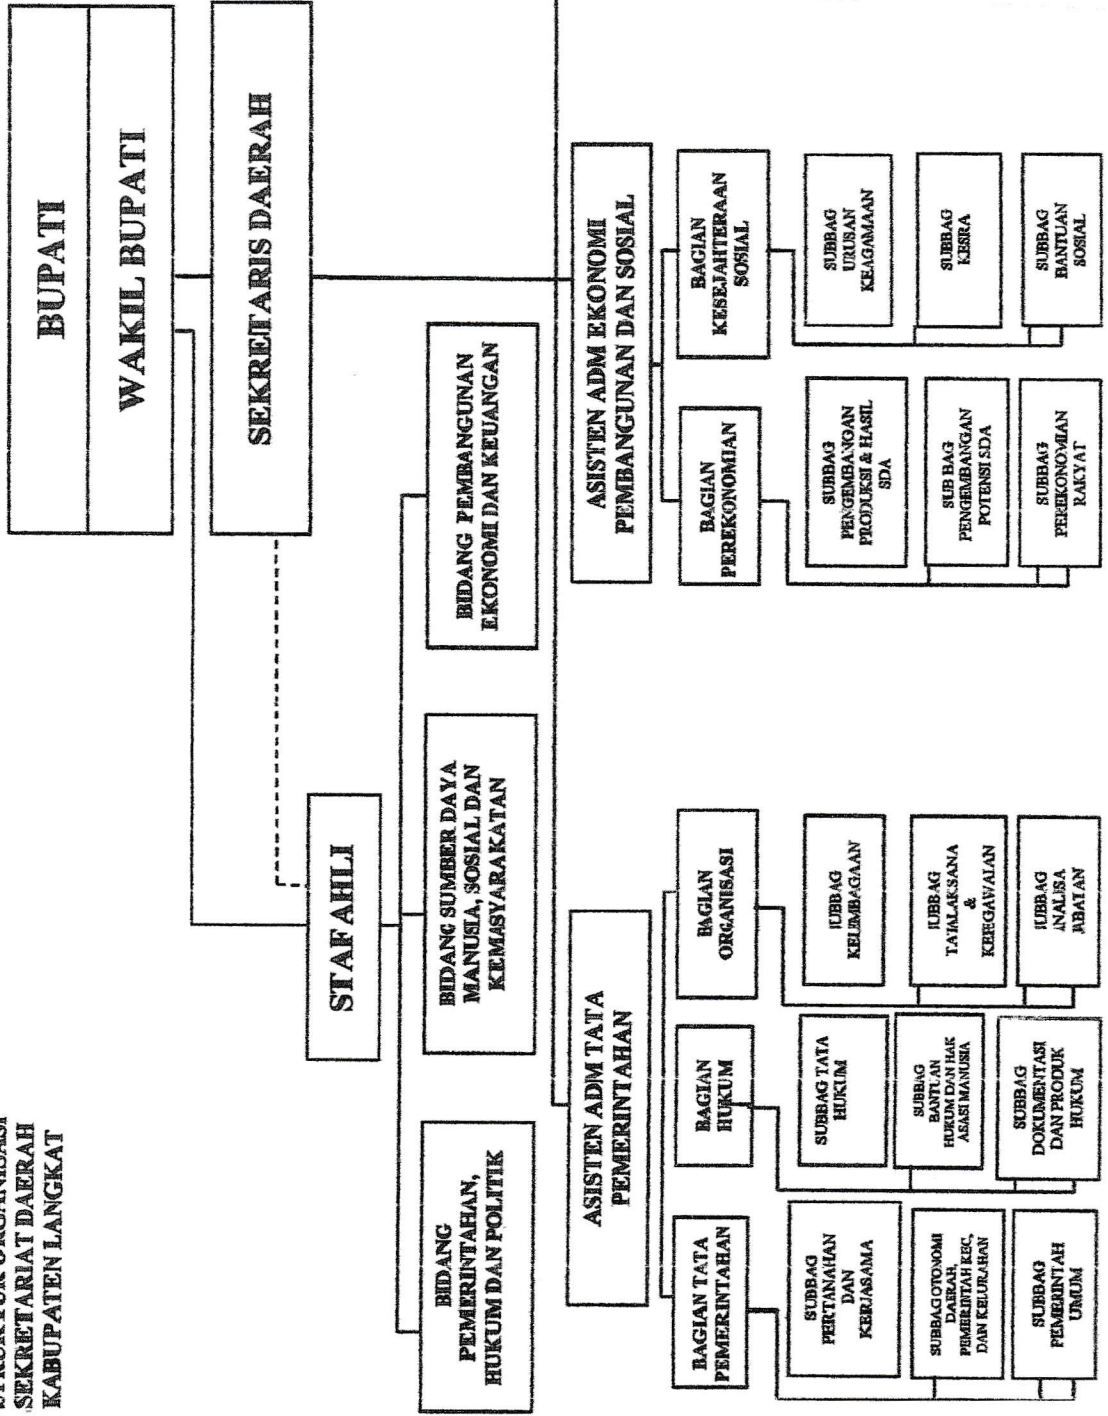 STRUKTUR ORGANISASI
SEKRETARIAT DAERAH
KABUPATEN LANGKAT
BUPATI
WAKIL BUPATI
SEKRETARIS DAERAH
STAF AHLI
BIDANG
PEMERINTAHAN,
HUKUM DAN POLITIK
BIDANG SUMBER DAYA
MANUSIA, SOSIAL DAN
KEMASYARAKATAN
BIDANG PEMBANGUNAN
EKONOMI DAN KEUANGAN
ASISTEN ADM TATA
PEMERINTAHAN
ASISTEN ADM EKONOMI
PEMBANGUNAN DAN SOSIAL
BAGIAN TATA
PEMERINTAHAN
BAGIAN
HUKUM
BAGIAN
ORGANISASI
BAGIAN
PEREKONOMIAN
BAGIAN
KESEJAHTERAAN
SOSIAL
SUBBAG
PERTANAHAN
DAN
KERJASAMA
SUBBAG TATA
HUKUM
SUBBAG
KELEMBAGAAN
SUBBAG
PENGEMBANGAN
PRODUKSI & HASIL
SDA
SUBBAG
URUSAN
KEAGAMAAN
SUBBAG OTONOMI
DAERAH,
PEMERINTAH KEC,
DAN KELURAHAN
SUBBAG
BANTUAN
HUKUM DAN HAK
ASASI MANUSIA
SUBBAG
TATALAKSANA
&
KEPEGAWAIAN
SUB BAG
PENGEMBANGAN
POTENSI SDA
SUBBAG
KESRA
SUBBAG
PEMERINTAH
UMUM
SUBBAG
DOKUMENTASI
DAN PRODUK
HUKUM
SUBBAG
ANALISA
JABATAN
SUBBAG
PEREKONOMIAN
RAKYAT
SUBBAG
BANTUAN
SOSIAL